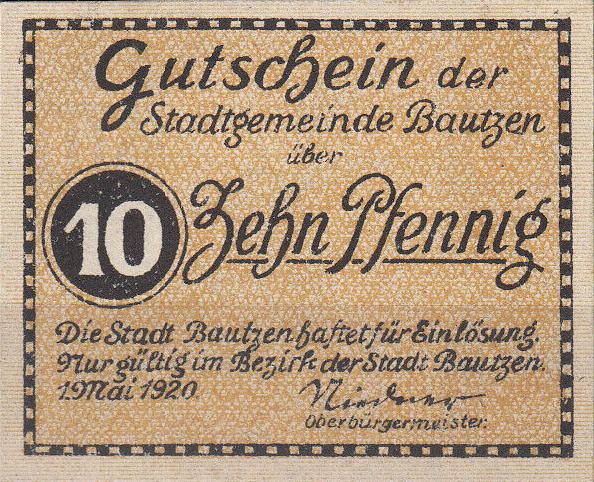 Gutschein der
Stadtgemeinde Bautzen
über
10 Zehn Pfennig
Die Stadt Bautzen haftet für Einlösung.
Nur gültig im Bezirk der Stadt Bautzen.
1. Mai 1920.
Niedner
Oberbürgermeister.